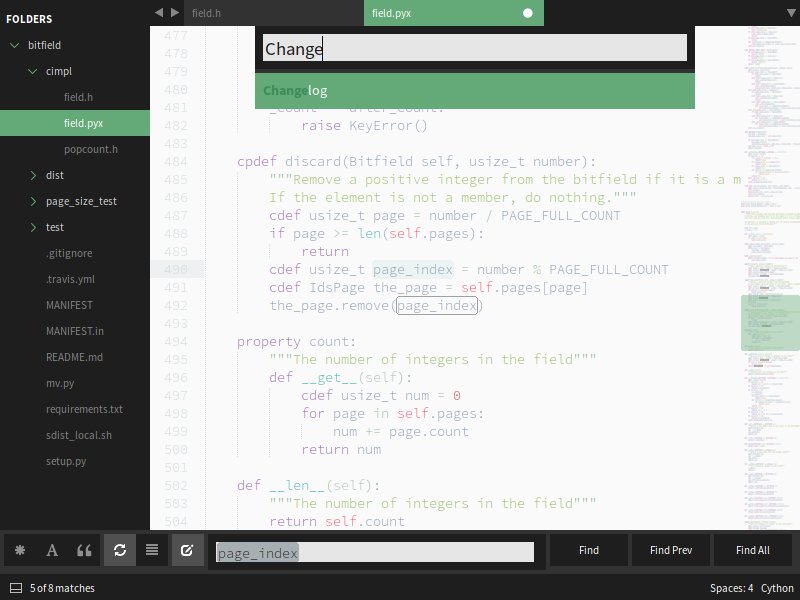 FOLDERS
bitfield
cimpl
field.h
field.pyx
popcount.h
dist
page_size_test
test
.gitignore
.travis.yml
MANIFEST
MANIFEST.in
README.md
mv.py
requirements.txt
sdist_local.sh
setup.py
field.h
field.pyx
Change
Changelog
477
478
479
480
481
482 raise KeyError()
483
484 cpdef discard(Bitfield self, usize_t number):
485 """Remove a positive integer from the bitfield if it is a m
486 If the element is not a member, do nothing."""
487 cdef usize_t page = number / PAGE_FULL_COUNT
488 if page >= len(self.pages):
489 return
490 cdef usize_t page_index = number % PAGE_FULL_COUNT
491 cdef IdsPage the_page = self.pages[page]
492 the_page.remove(page_index)
493
494 property count:
495 """The number of integers in the field"""
496 def __get__(self):
497 cdef usize_t num = 0
498 for page in self.pages:
499 num += page.count
500 return num
501
502 def __len__(self):
503 """The number of integers in the field"""
504 return self.count
page_index
Find
Find Prev
Find All
5 of 8 matches
Spaces: 4 Cython